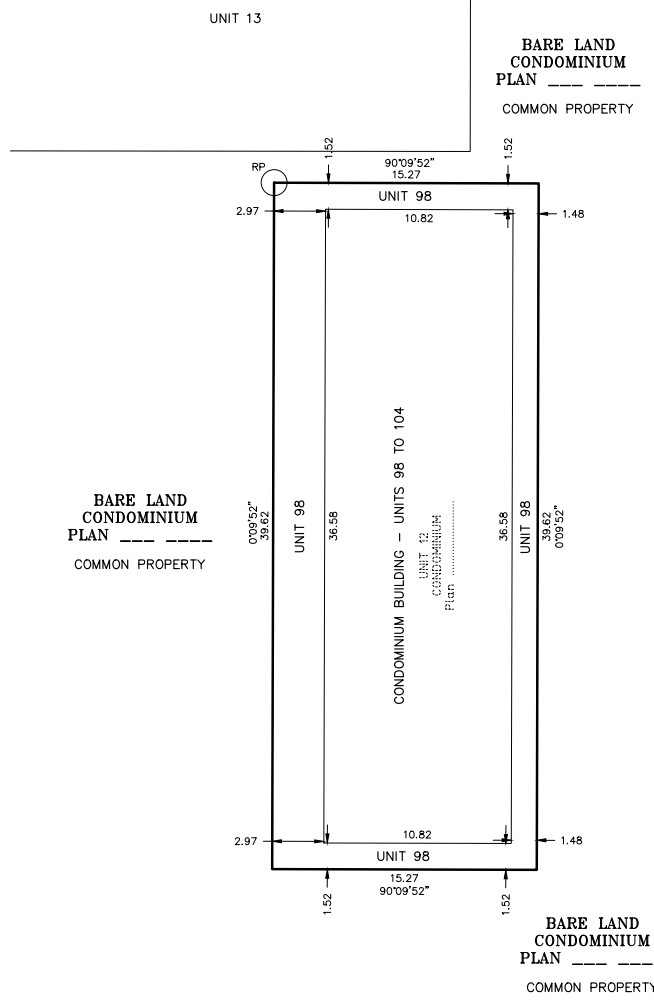 UNIT 13
BARE LAND
CONDOMINIUM
PLAN ___ ____
COMMON PROPERTY
1.52
1.52
90°09'52"
15.27
RP
UNIT 98
2.97
10.82
1.48
CONDOMINIUM BUILDING – UNITS 98 TO 104
UNIT 12
CONDOMINIUM
Plan ................
BARE LAND
CONDOMINIUM
PLAN ___ ____
COMMON PROPERTY
0°09'52"
39.62
UNIT 98
36.58
36.58
UNIT 98
39.62
0°09'52"
2.97
10.82
1.48
UNIT 98
15.27
90°09'52"
1.52
1.52
BARE LAND
CONDOMINIUM
PLAN ___ ___
COMMON PROPERTY